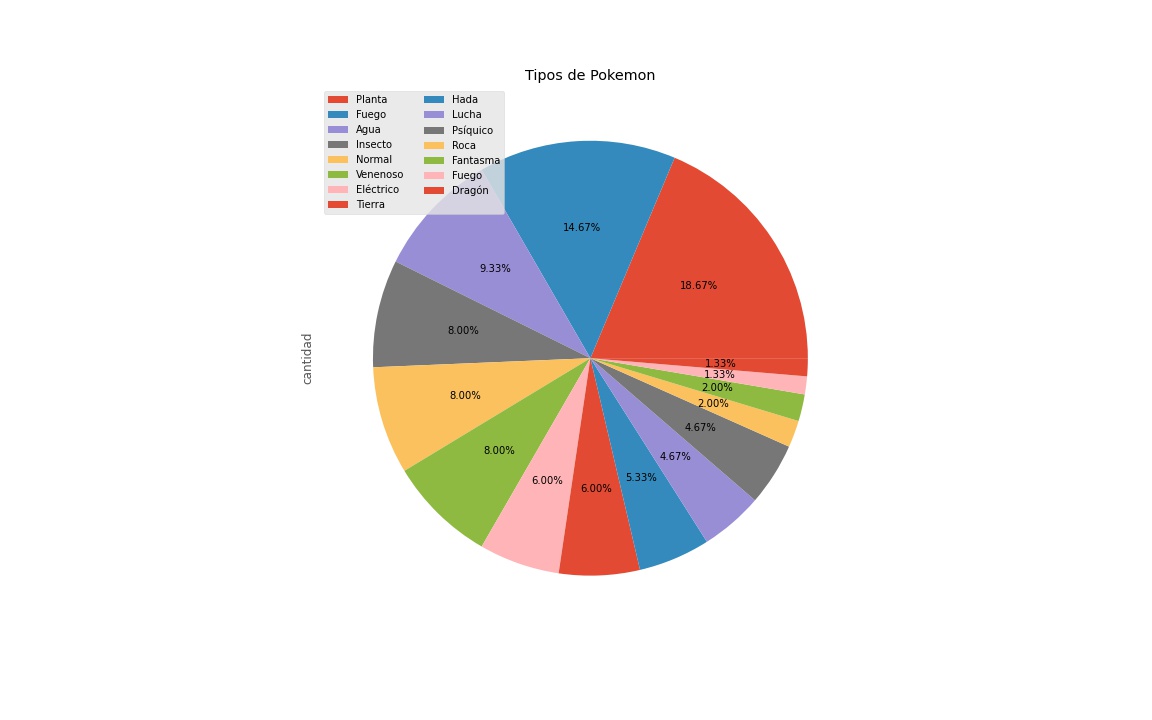 Tipos de Pokemon
Planta
Fuego
Agua
Insecto
Normal
Venenoso
Eléctrico
Tierra
Hada
Lucha
Psíquico
Roca
Fantasma
Fuego
Dragón
14.67%
18.67%
9.33%
8.00%
8.00%
8.00%
6.00%
6.00%
5.33%
4.67%
4.67%
2.00%
2.00%
1.33%
1.33%
cantidad